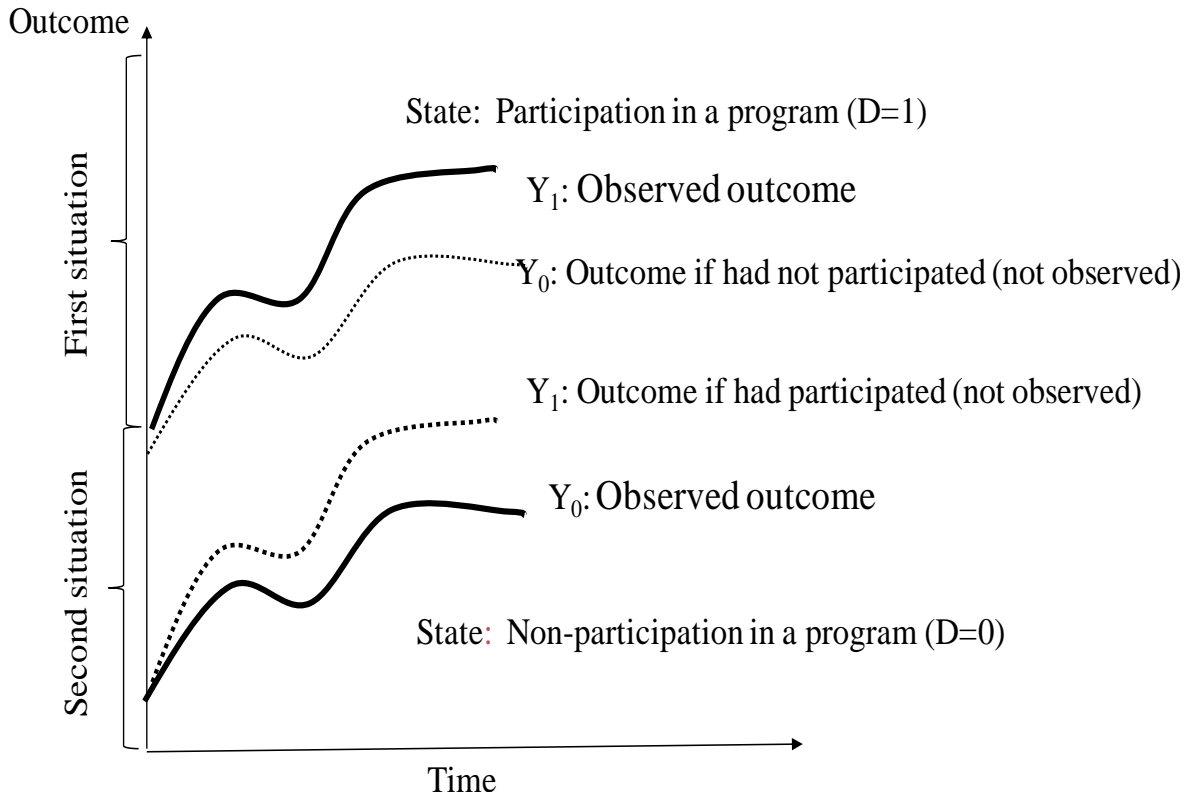 Outcome
State: Participation in a program (D=1)
Y₁: Observed outcome
Y₀: Outcome if had not participated (not observed)
First situation
Y₁: Outcome if had participated (not observed)
Y₀: Observed outcome
Second situation
State: Non-participation in a program (D=0)
Time